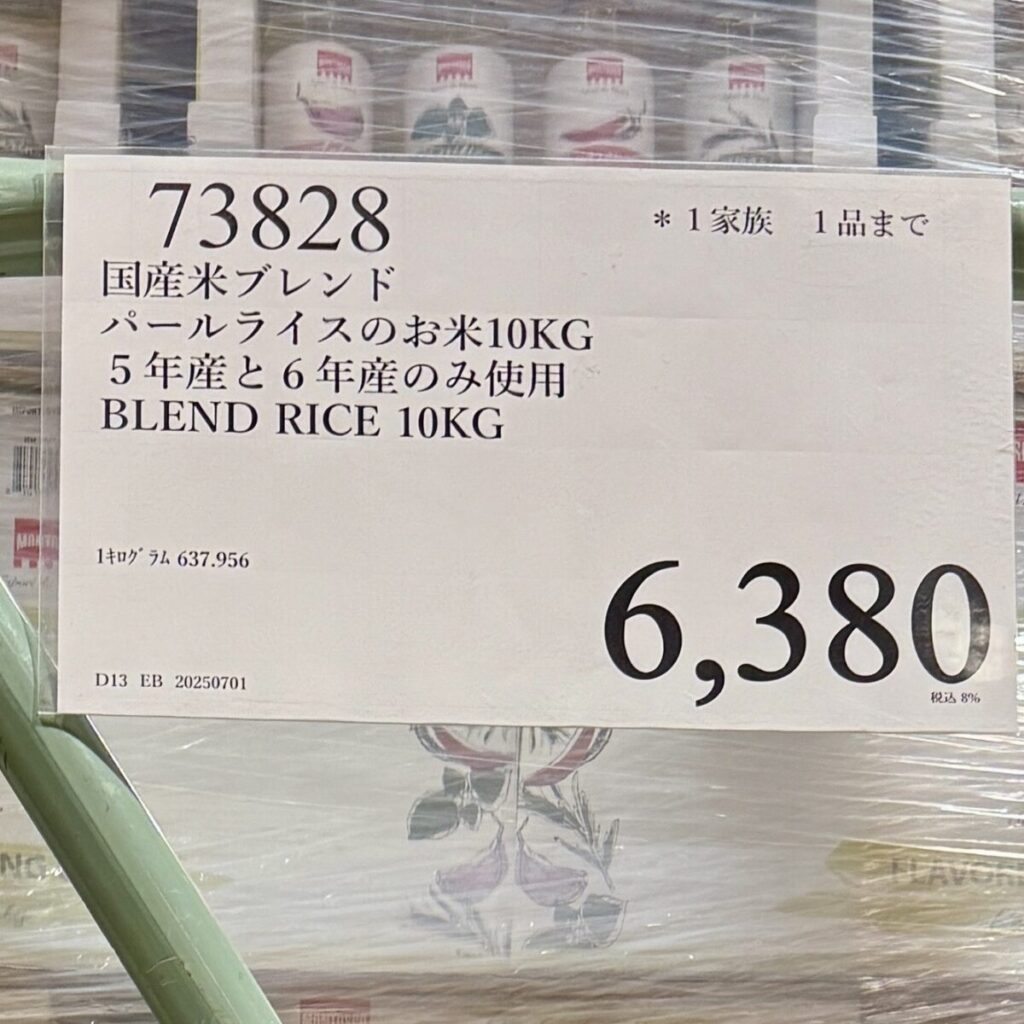 73828
＊１家族　１品まで
国産米ブレンド
パールライスのお米10KG
５年産と６年産のみ使用
BLEND RICE 10KG
1ｷﾛｸﾞﾗﾑ 637.956
6,380
税込 8%
D13 EB 20250701